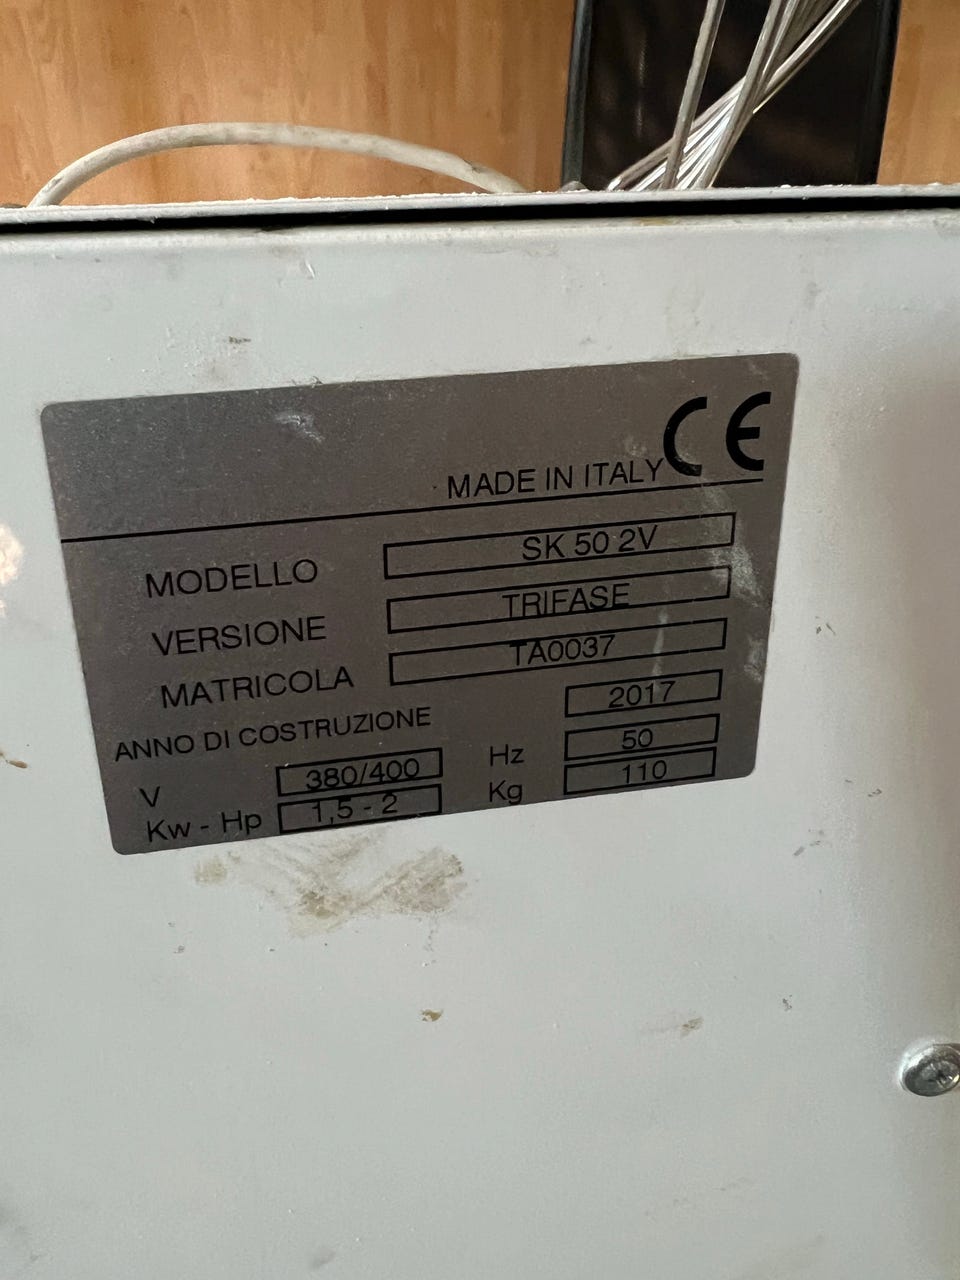 CE
MADE IN ITALY
MODELLO SK 50 2V
VERSIONE TRIFASE
MATRICOLA TA0037
ANNO DI COSTRUZIONE 2017
V 380/400 Hz 50
Kw - Hp 1,5 - 2 Kg 110